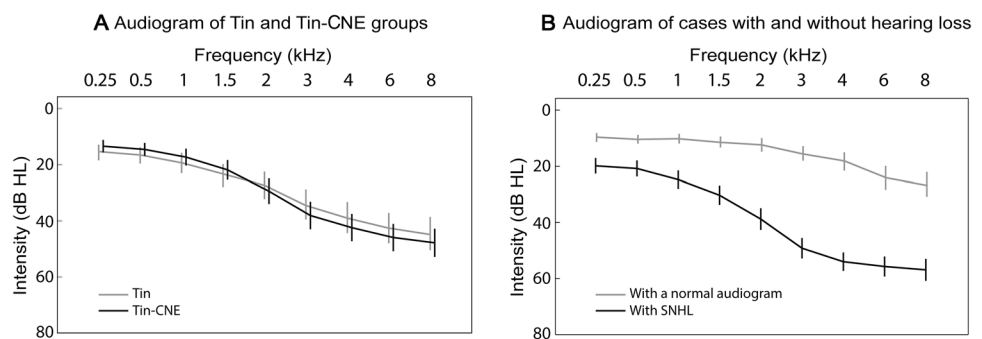 A Audiogram of Tin and Tin-CNE groups
Frequency (kHz)
0.25 0.5 1 1.5 2 3 4 6 8
0
20
40
60
80
Intensity (dB HL)
Tin
Tin-CNE
B Audiogram of cases with and without hearing loss
Frequency (kHz)
0.25 0.5 1 1.5 2 3 4 6 8
0
20
40
60
80
Intensity (dB HL)
With a normal audiogram
With SNHL